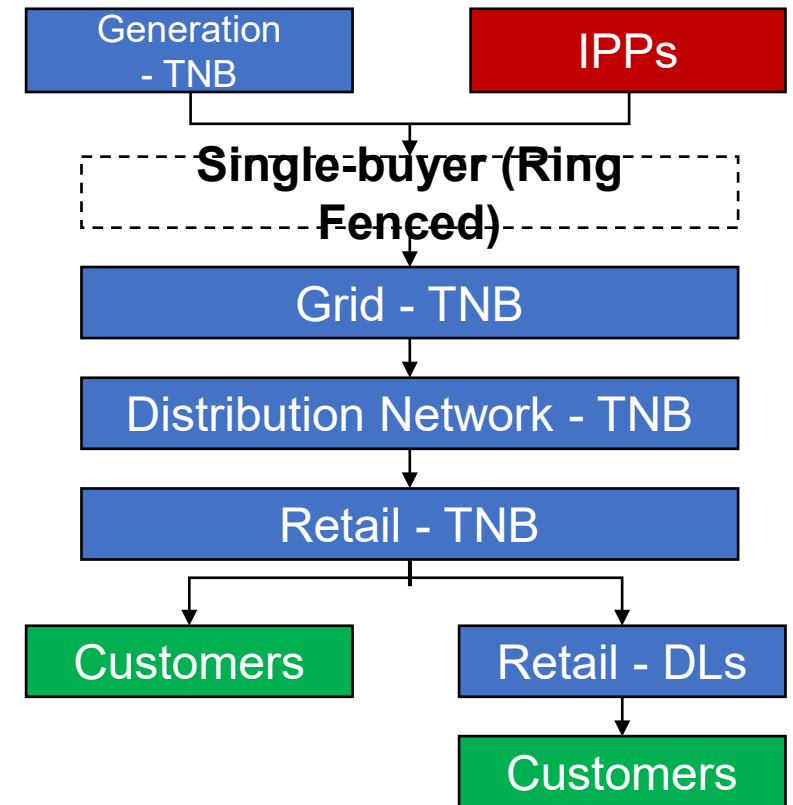 Generation
- TNB
IPPs
Single-buyer (Ring
Fenced)
Grid - TNB
Distribution Network - TNB
Retail - TNB
Customers
Retail - DLs
Customers